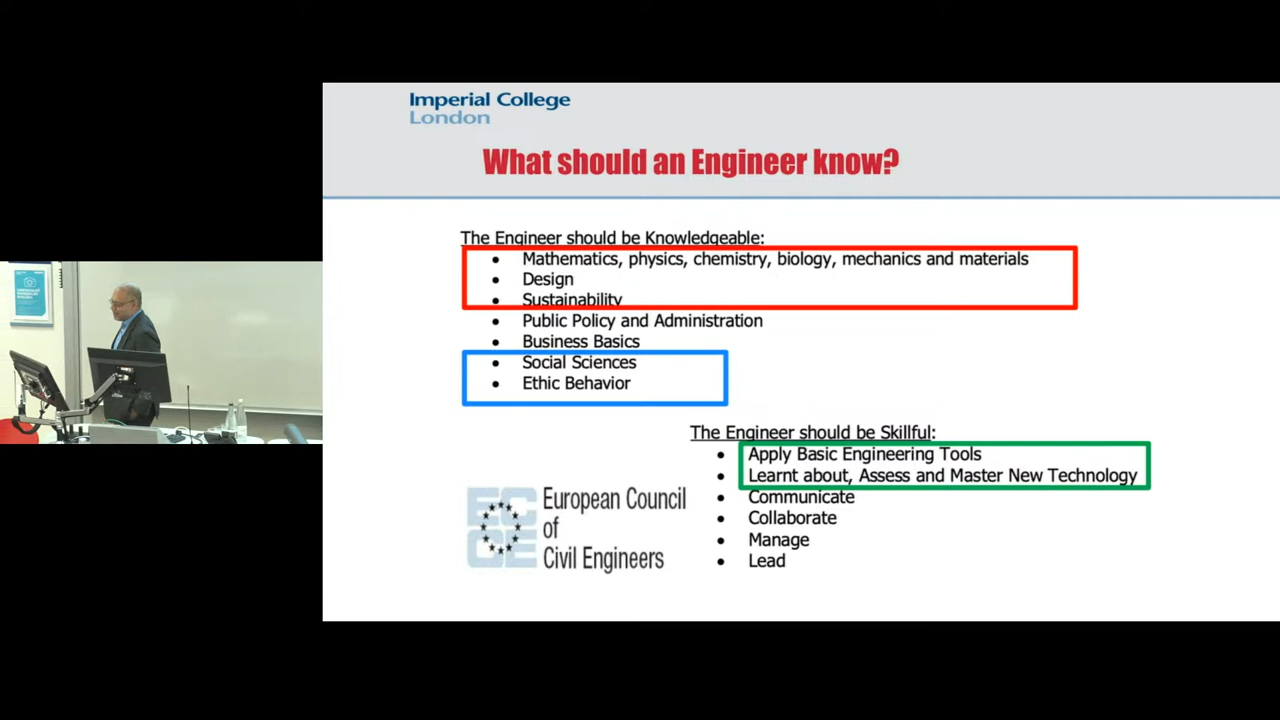 Imperial College
London
What should an Engineer know?
The Engineer should be Knowledgeable:
• Mathematics, physics, chemistry, biology, mechanics and materials
• Design
• Sustainability
• Public Policy and Administration
• Business Basics
• Social Sciences
• Ethic Behavior
The Engineer should be Skillful:
• Apply Basic Engineering Tools
• Learnt about, Assess and Master New Technology
• Communicate
• Collaborate
• Manage
• Lead
EC
CE
European Council
of
Civil Engineers